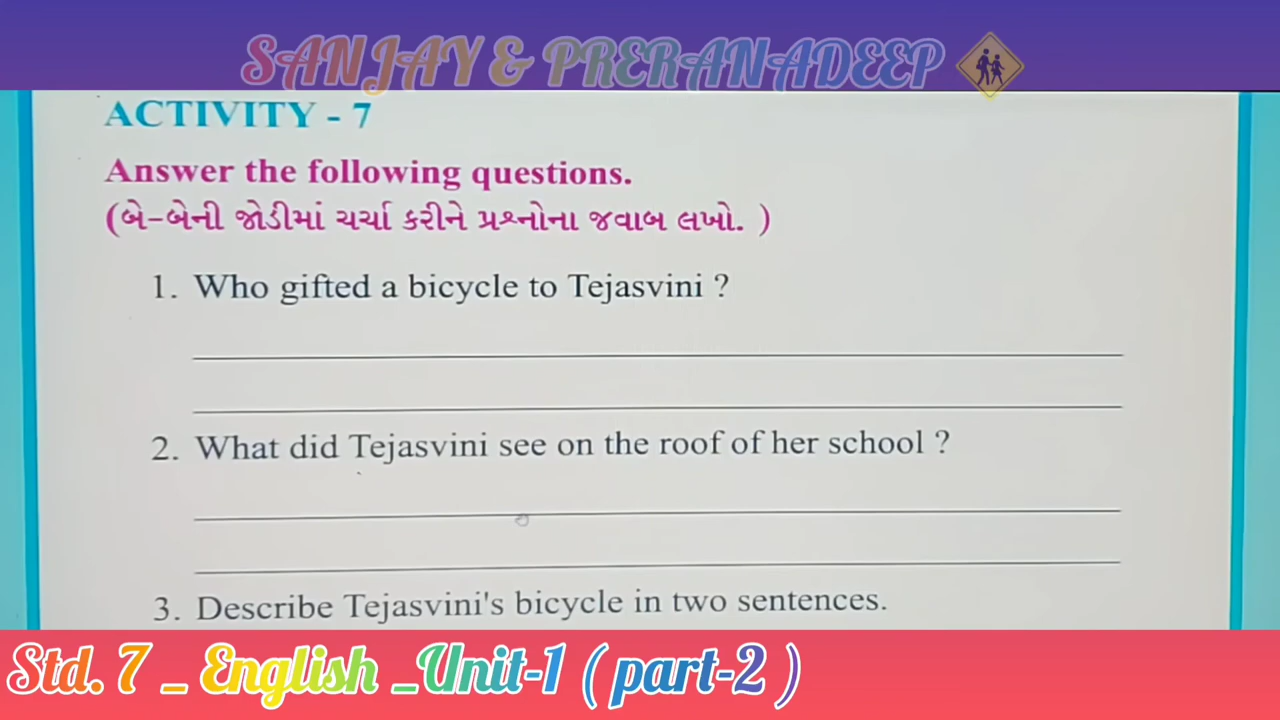 SANJAY & PRERANADEEP
ACTIVITY - 7
Answer the following questions.
(બે-બેની જોડીમાં ચર્ચા કરીને પ્રશ્નોના જવાબ લખો. )
1. Who gifted a bicycle to Tejasvini ?
2. What did Tejasvini see on the roof of her school ?
3. Describe Tejasvini's bicycle in two sentences.
Std. 7 _ English _Unit-1 ( part-2 )